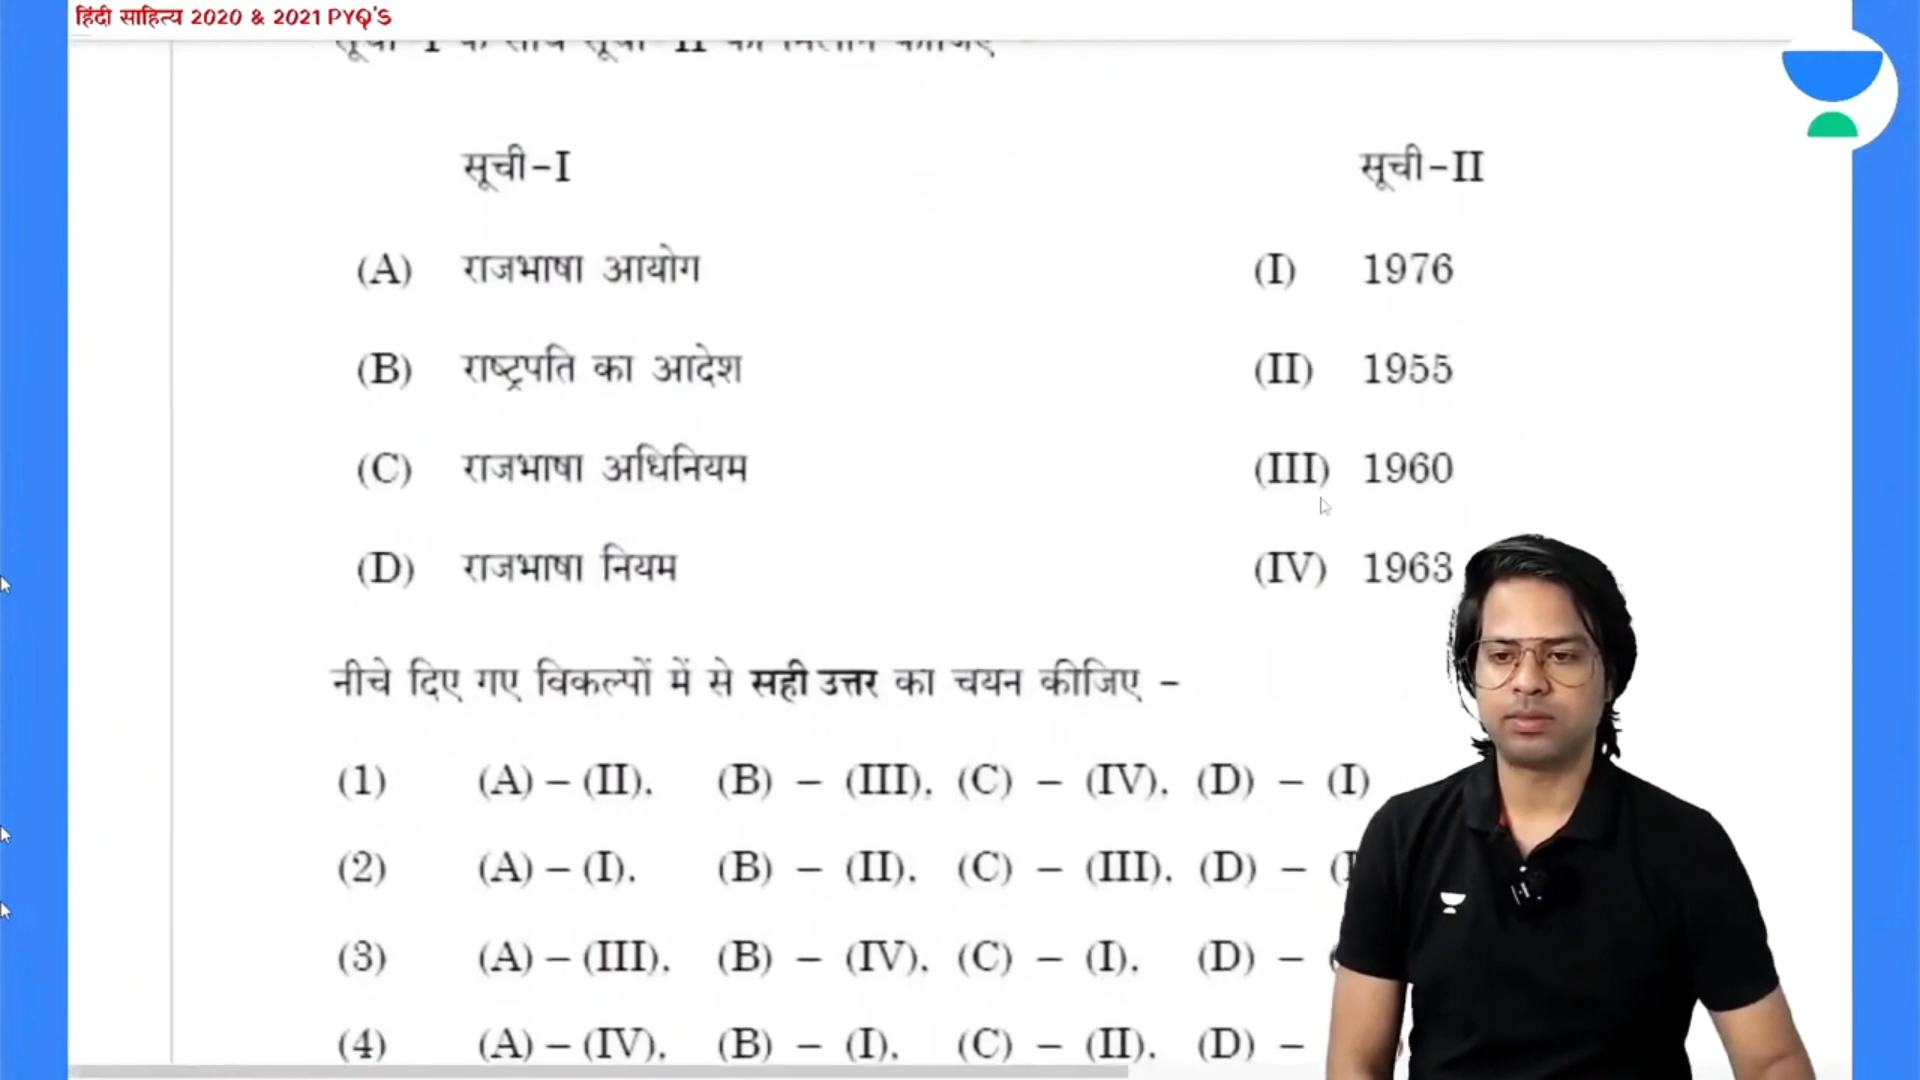 हिंदी साहित्य 2020 & 2021 PYQ'S
सूची-I के साथ सूची-II का मिलान कीजिए
सूची-I सूची-II
(A) राजभाषा आयोग (I) 1976
(B) राष्ट्रपति का आदेश (II) 1955
(C) राजभाषा अधिनियम (III) 1960
(D) राजभाषा नियम (IV) 1963
नीचे दिए गए विकल्पों में से सही उत्तर का चयन कीजिए –
(1) (A) – (II). (B) – (III). (C) – (IV). (D) – (I)
(2) (A) – (I). (B) – (II). (C) – (III). (D) –
(3) (A) – (III). (B) – (IV). (C) – (I). (D) –
(4) (A) – (IV). (B) – (I). (C) – (II). (D) –